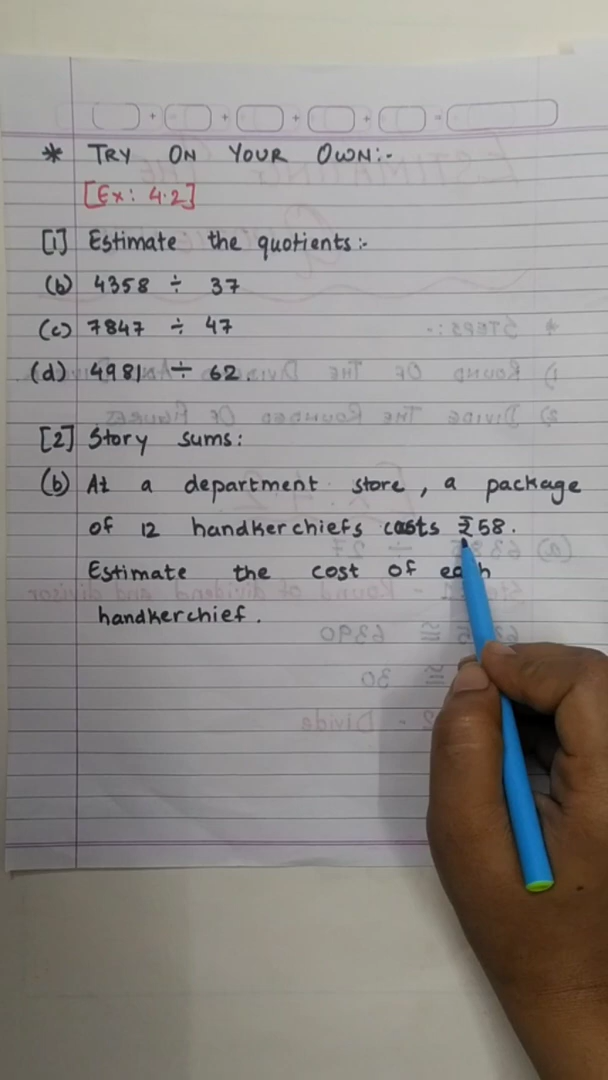 * TRY ON YOUR OWN:-
[Ex: 4.2]
[1] Estimate the quotients:-
(b) 4358 ÷ 37
(c) 7847 ÷ 47
(d) 4981 ÷ 62.
[2] Story sums:
(b) At a department store, a package
of 12 handkerchiefs costs ₹58.
Estimate the cost of each
handkerchief.